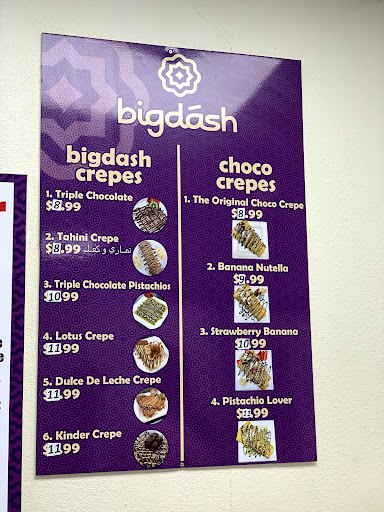 bigdásh
bigdash
crepes
1. Triple Chocolate
$8.99
2. Tahini Crepe
$8.99
3. Triple Chocolate Pistachios
$10.99
4. Lotus Crepe
$11.99
5. Dulce De Leche Crepe
$11.99
6. Kinder Crepe
$11.99
choco
crepes
1. The Original Choco Crepe
$8.99
2. Banana Nutella
$9.99
3. Strawberry Banana
$10.99
4. Pistachio Lover
.99